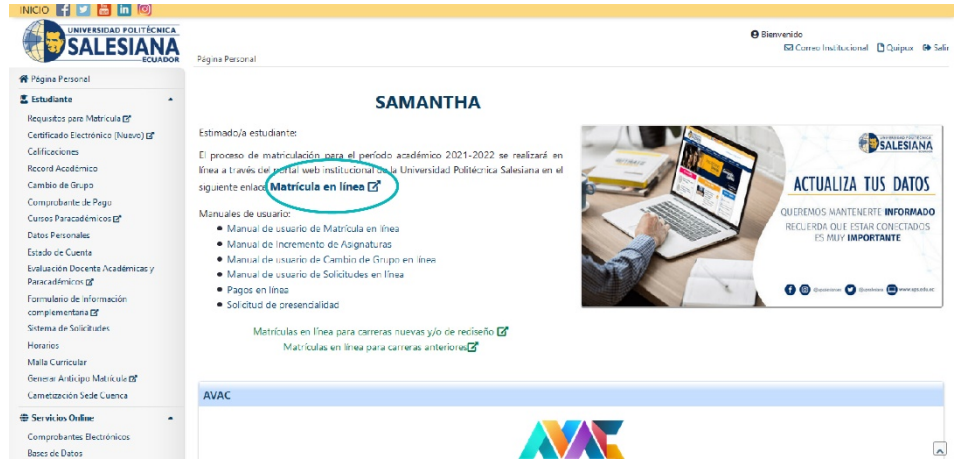 INICIO
UNIVERSIDAD POLITÉCNICA
SALESIANA
ECUADOR
Bienvenido
Correo Institucional Quipux Salir
Página Personal
Página Personal
Estudiante
Requisitos para Matrícula
Certificado Electrónico (Nuevo)
Calificaciones
Record Académico
Cambio de Grupo
Comprobante de Pago
Cursos Paracadémicos
Datos Personales
Estado de Cuenta
Evaluación Docente Académicas y
Paracadémicos
Formulario de Información
complementaria
Sistema de Solicitudes
Horarios
Malla Curricular
Generar Anticipo Matrícula
Carnetización Sede Cuenca
Servicios Online
Comprobantes Electrónicos
Bases de Datos
SAMANTHA
Estimado/a estudiante:
El proceso de matriculación para el período académico 2021-2022 se realizará en
línea a través del portal web institucional de la Universidad Politécnica Salesiana en el
siguiente enlace Matrícula en línea
Manuales de usuario:
Manual de usuario de Matrícula en línea
Manual de Incremento de Asignaturas
Manual de usuario de Cambio de Grupo en línea
Manual de usuario de Solicitudes en línea
Pagos en línea
Solicitud de presencialidad
Matrículas en línea para carreras nuevas y/o de rediseño
Matrículas en línea para carreras anteriores
SALESIANA
ACTUALIZA TUS DATOS
QUEREMOS MANTENERTE INFORMADO
RECUERDA QUE ESTAR CONECTADOS
ES MUY IMPORTANTE
www.ups.edu.ec
AVAC